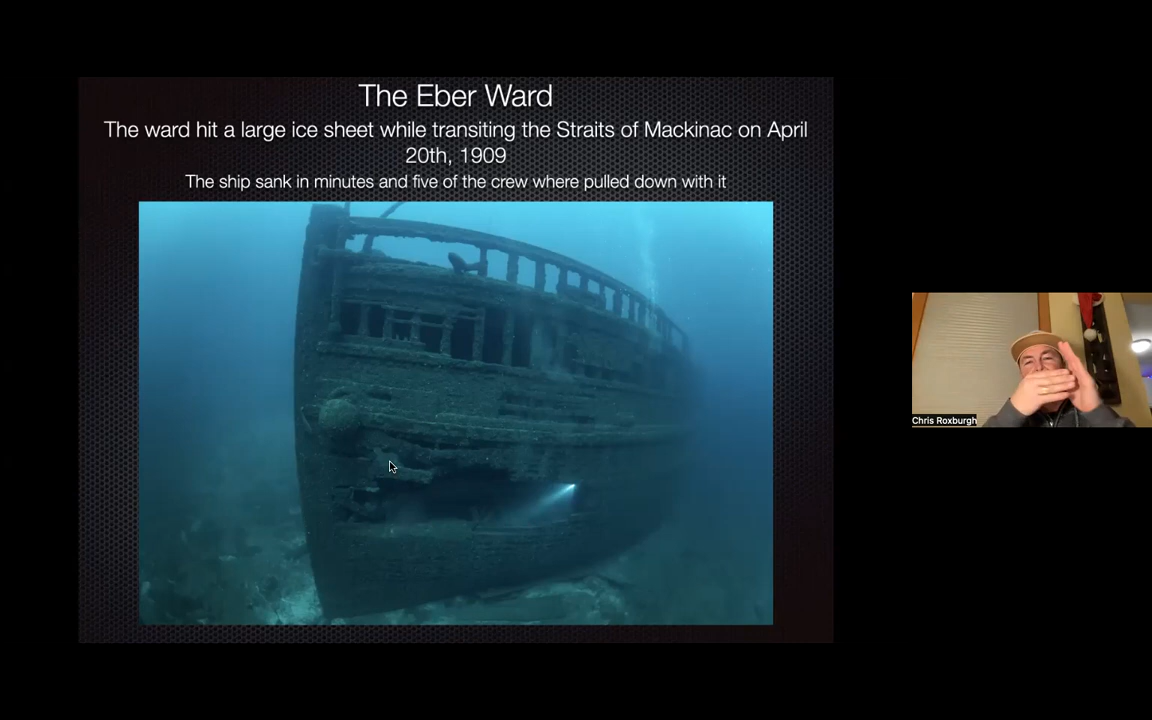 The Eber Ward
The ward hit a large ice sheet while transiting the Straits of Mackinac on April
20th, 1909
The ship sank in minutes and five of the crew where pulled down with it
Chris Roxburgh